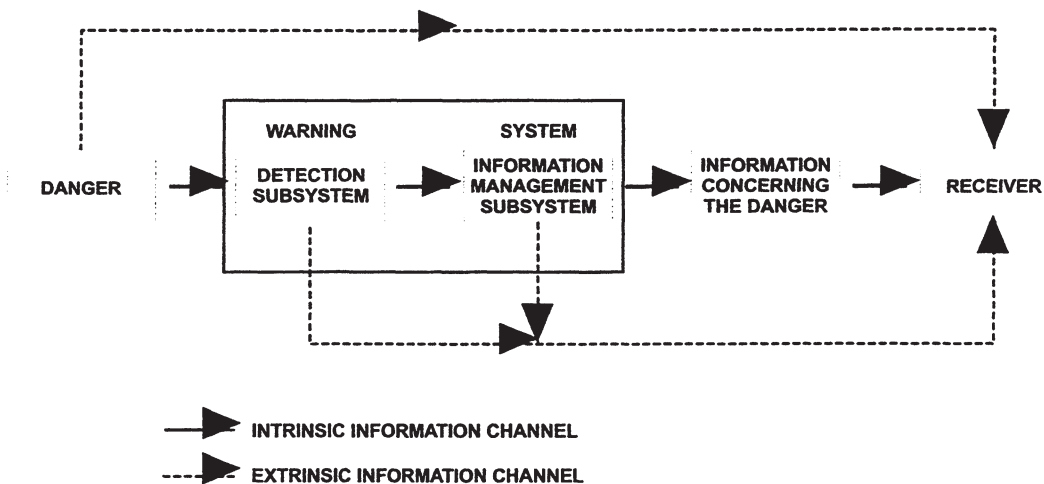 WARNING SYSTEM
DANGER
DETECTION
SUBSYSTEM
INFORMATION
MANAGEMENT
SUBSYSTEM
INFORMATION
CONCERNING
THE DANGER
RECEIVER
INTRINSIC INFORMATION CHANNEL
EXTRINSIC INFORMATION CHANNEL